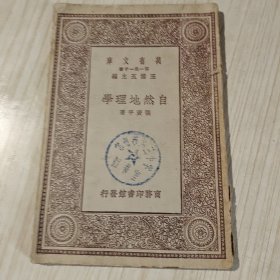 庫文有萬
種千一集一第
編主五雲王
學理地然自
著平資張
行發館書印務商